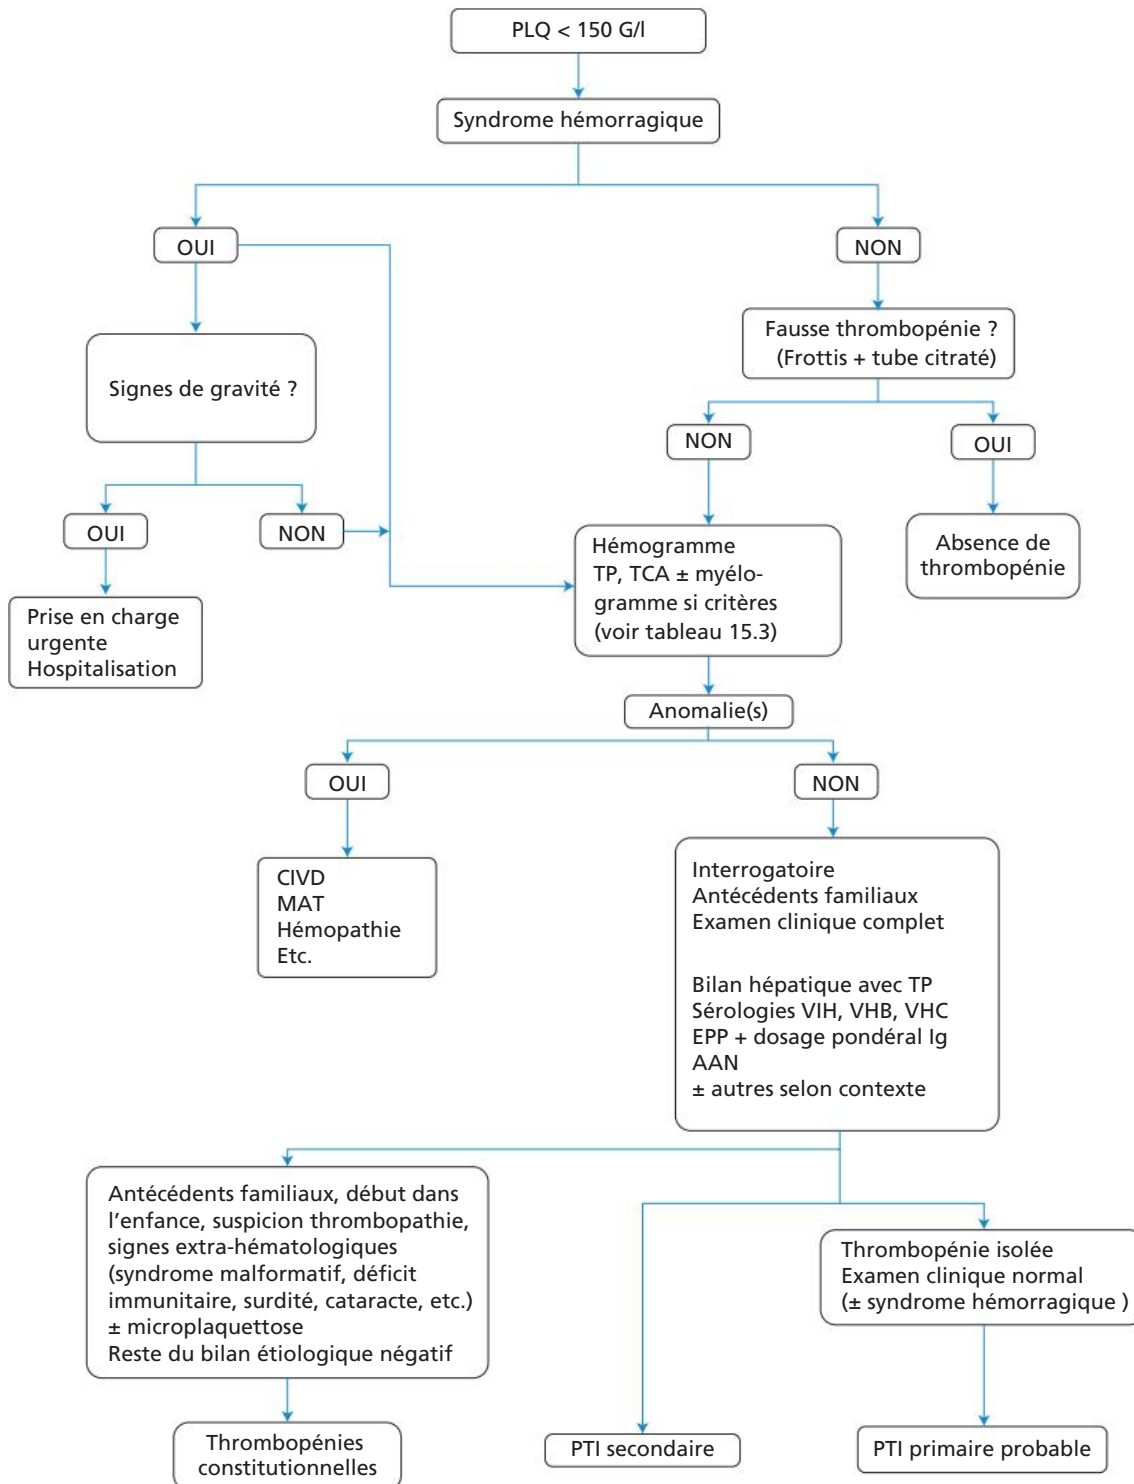 PLQ < 150 G/l
Syndrome hémorragique
OUI
NON
Signes de gravité ?
Fausse thrombopénie ?
(Frottis + tube citraté)
NON
OUI
OUI
NON
Hémogramme
TP, TCA ± myélo-
gramme si critères
(voir tableau 15.3)
Absence de
thrombopénie
Prise en charge
urgente
Hospitalisation
Anomalie(s)
OUI
NON
CIVD
MAT
Hémopathie
Etc.
Interrogatoire
Antécédents familiaux
Examen clinique complet
Bilan hépatique avec TP
Sérologies VIH, VHB, VHC
EPP + dosage pondéral Ig
AAN
± autres selon contexte
Antécédents familiaux, début dans
l'enfance, suspicion thrombopathie,
signes extra-hématologiques
(syndrome malformatif, déficit
immunitaire, surdité, cataracte, etc.)
± microplaquettose
Reste du bilan étiologique négatif
Thrombopénie isolée
Examen clinique normal
(± syndrome hémorragique )
Thrombopénies
constitutionnelles
PTI secondaire
PTI primaire probable